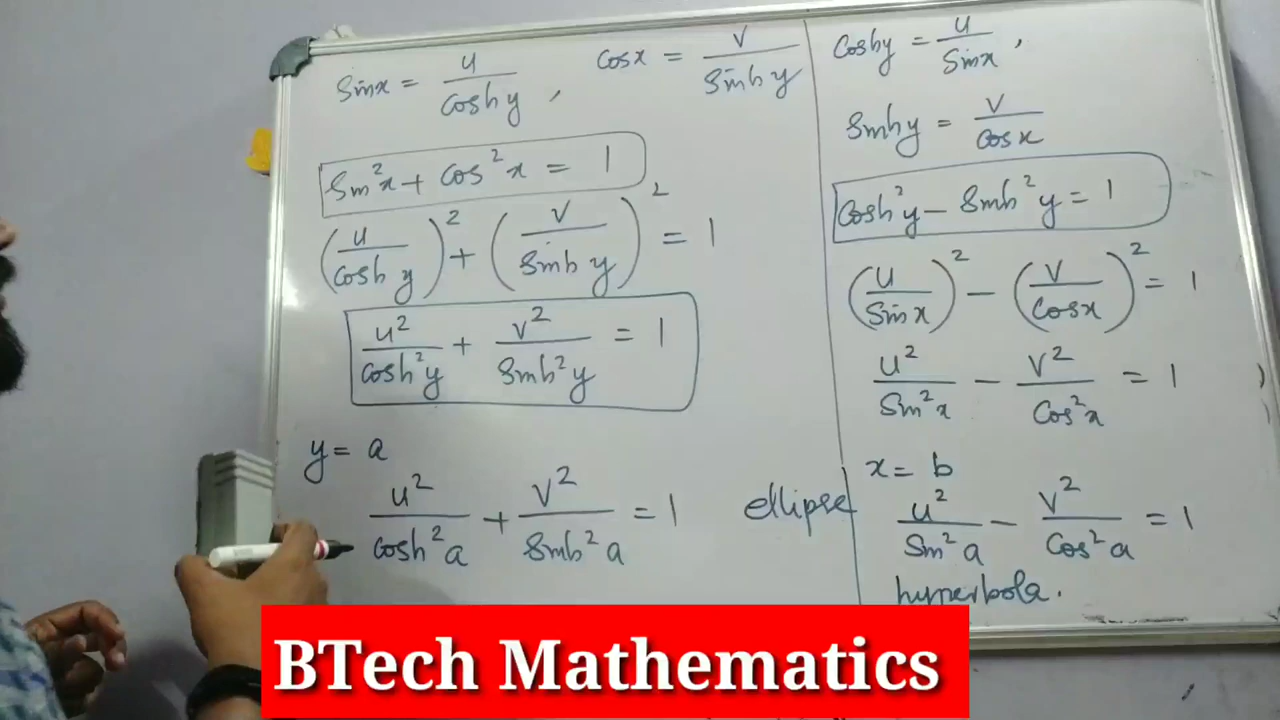 sinx = u/coshy , cosx = v/sinhy
sin²x + cos²x = 1
(u/coshy)² + (v/sinhy)² = 1
u²/cosh²y + v²/sinh²y = 1
y = a
u²/cosh²a + v²/sinh²a = 1 ellipse
coshy = u/sinx ,
sinhy = v/cosx
cosh²y - sinh²y = 1
(u/sinx)² - (v/cosx)² = 1
u²/sin²x - v²/cos²x = 1
x = b
u²/sin²a - v²/cos²a = 1
hyperbola.
BTech Mathematics